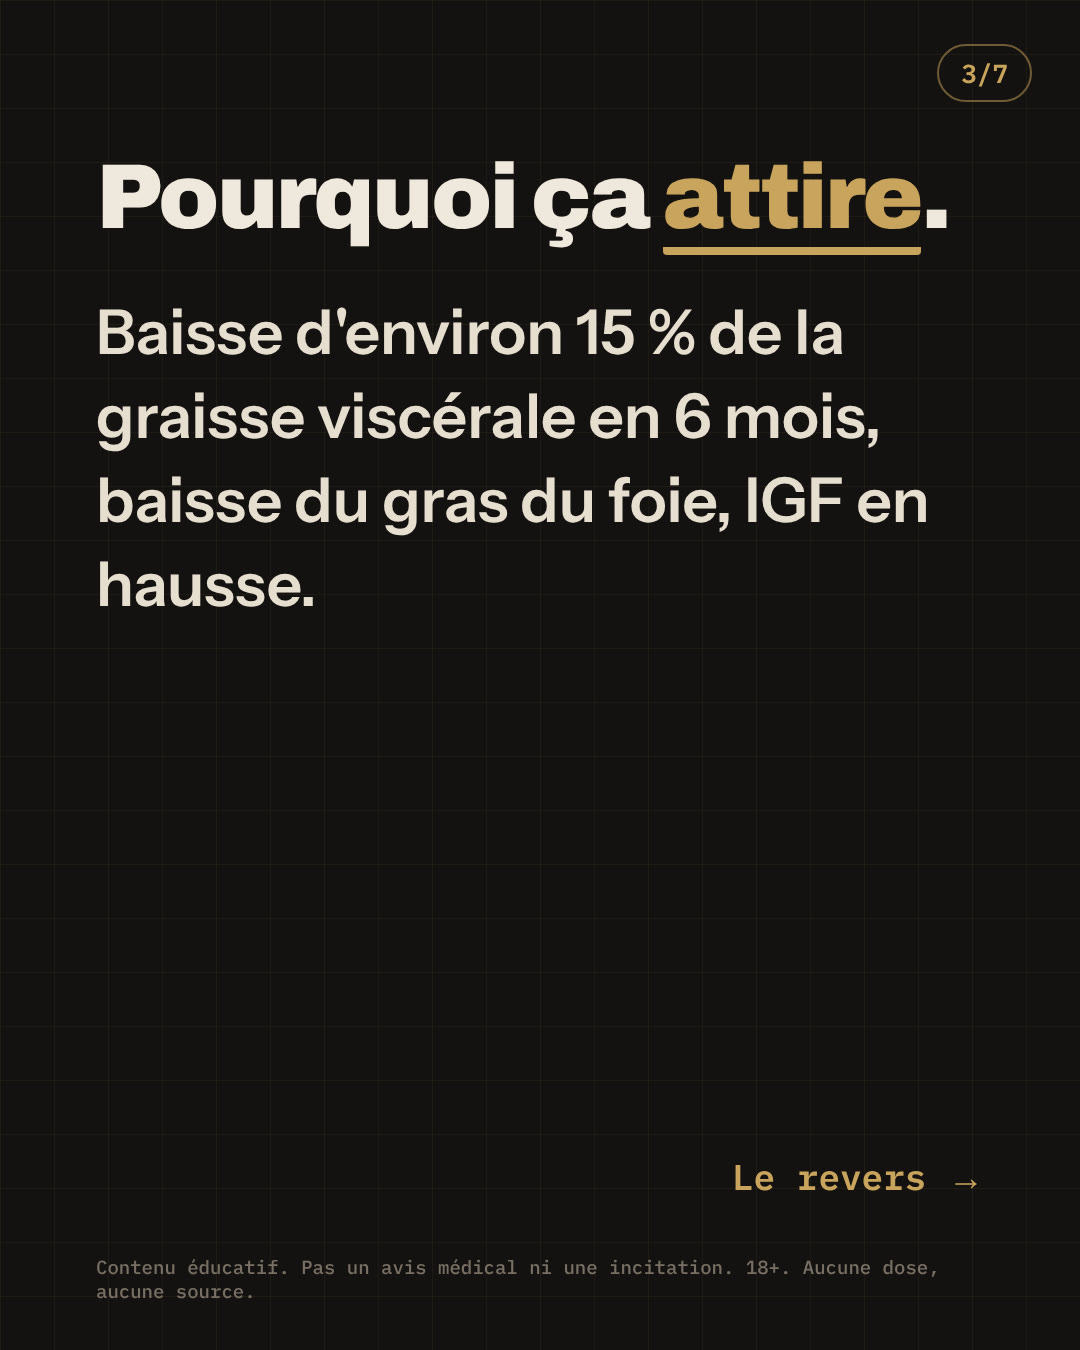 3/7
Pourquoi ça attire.
Baisse d'environ 15 % de la
graisse viscérale en 6 mois,
baisse du gras du foie, IGF en
hausse.
Le revers →
Contenu éducatif. Pas un avis médical ni une incitation. 18+. Aucune dose,
aucune source.